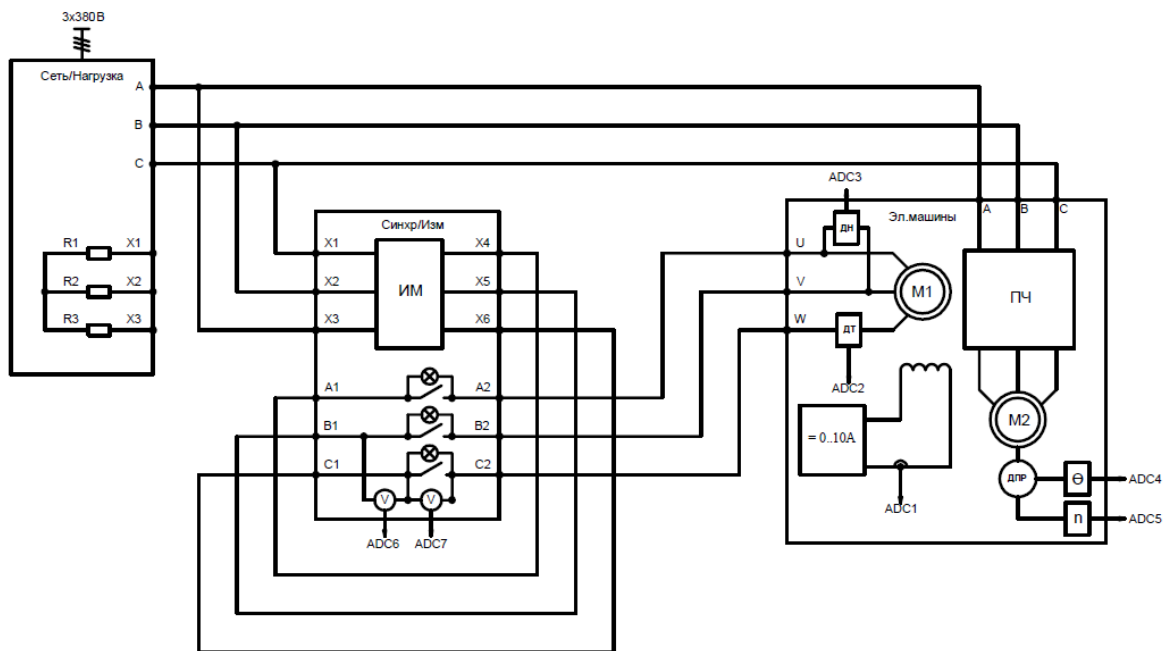 3x380В
Сеть/Нагрузка
A
B
C
R1 X1
R2 X2
R3 X3
Синхр/Изм
X1 ИМ X4
X2 X5
X3 X6
A1 A2
B1 B2
C1 C2
V V
ADC6 ADC7
ADC3
Эл.машины
A B C
ДН
U
V
W
M1
ДТ
ADC2
ПЧ
= 0..10A
ADC1
M2
ДПР
Θ ADC4
n ADC5